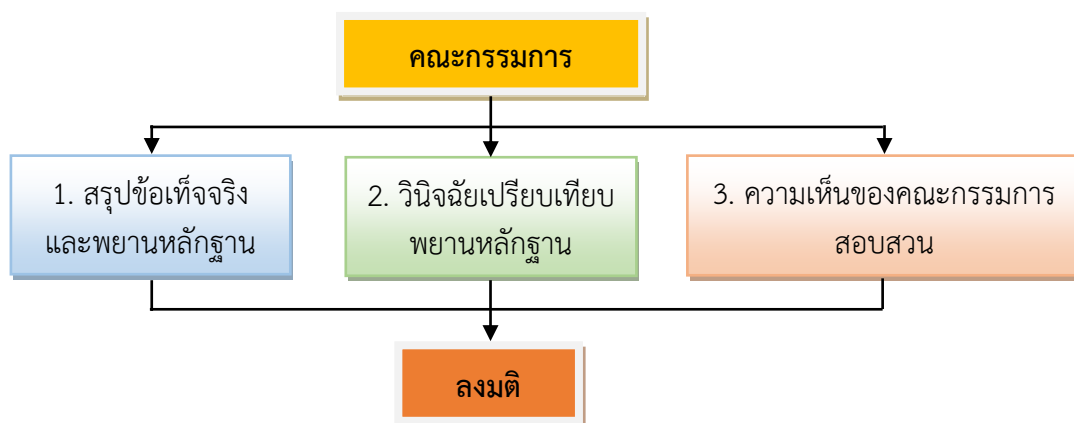 คณะกรรมการ
1. สรุปข้อเท็จจริง
และพยานหลักฐาน
2. วินิจฉัยเปรียบเทียบ
พยานหลักฐาน
3. ความเห็นของคณะกรรมการ
สอบสวน
ลงมติ